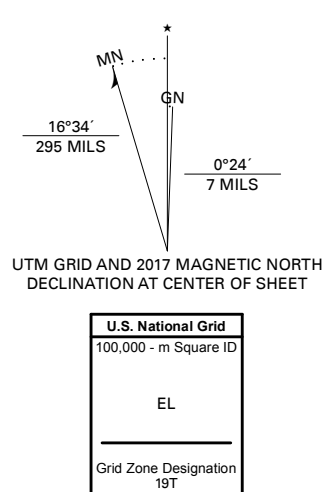 ★
MN
GN
16°34´
295 MILS
0°24´
7 MILS
UTM GRID AND 2017 MAGNETIC NORTH
DECLINATION AT CENTER OF SHEET
U.S. National Grid
100,000 - m Square ID
EL
Grid Zone Designation
19T